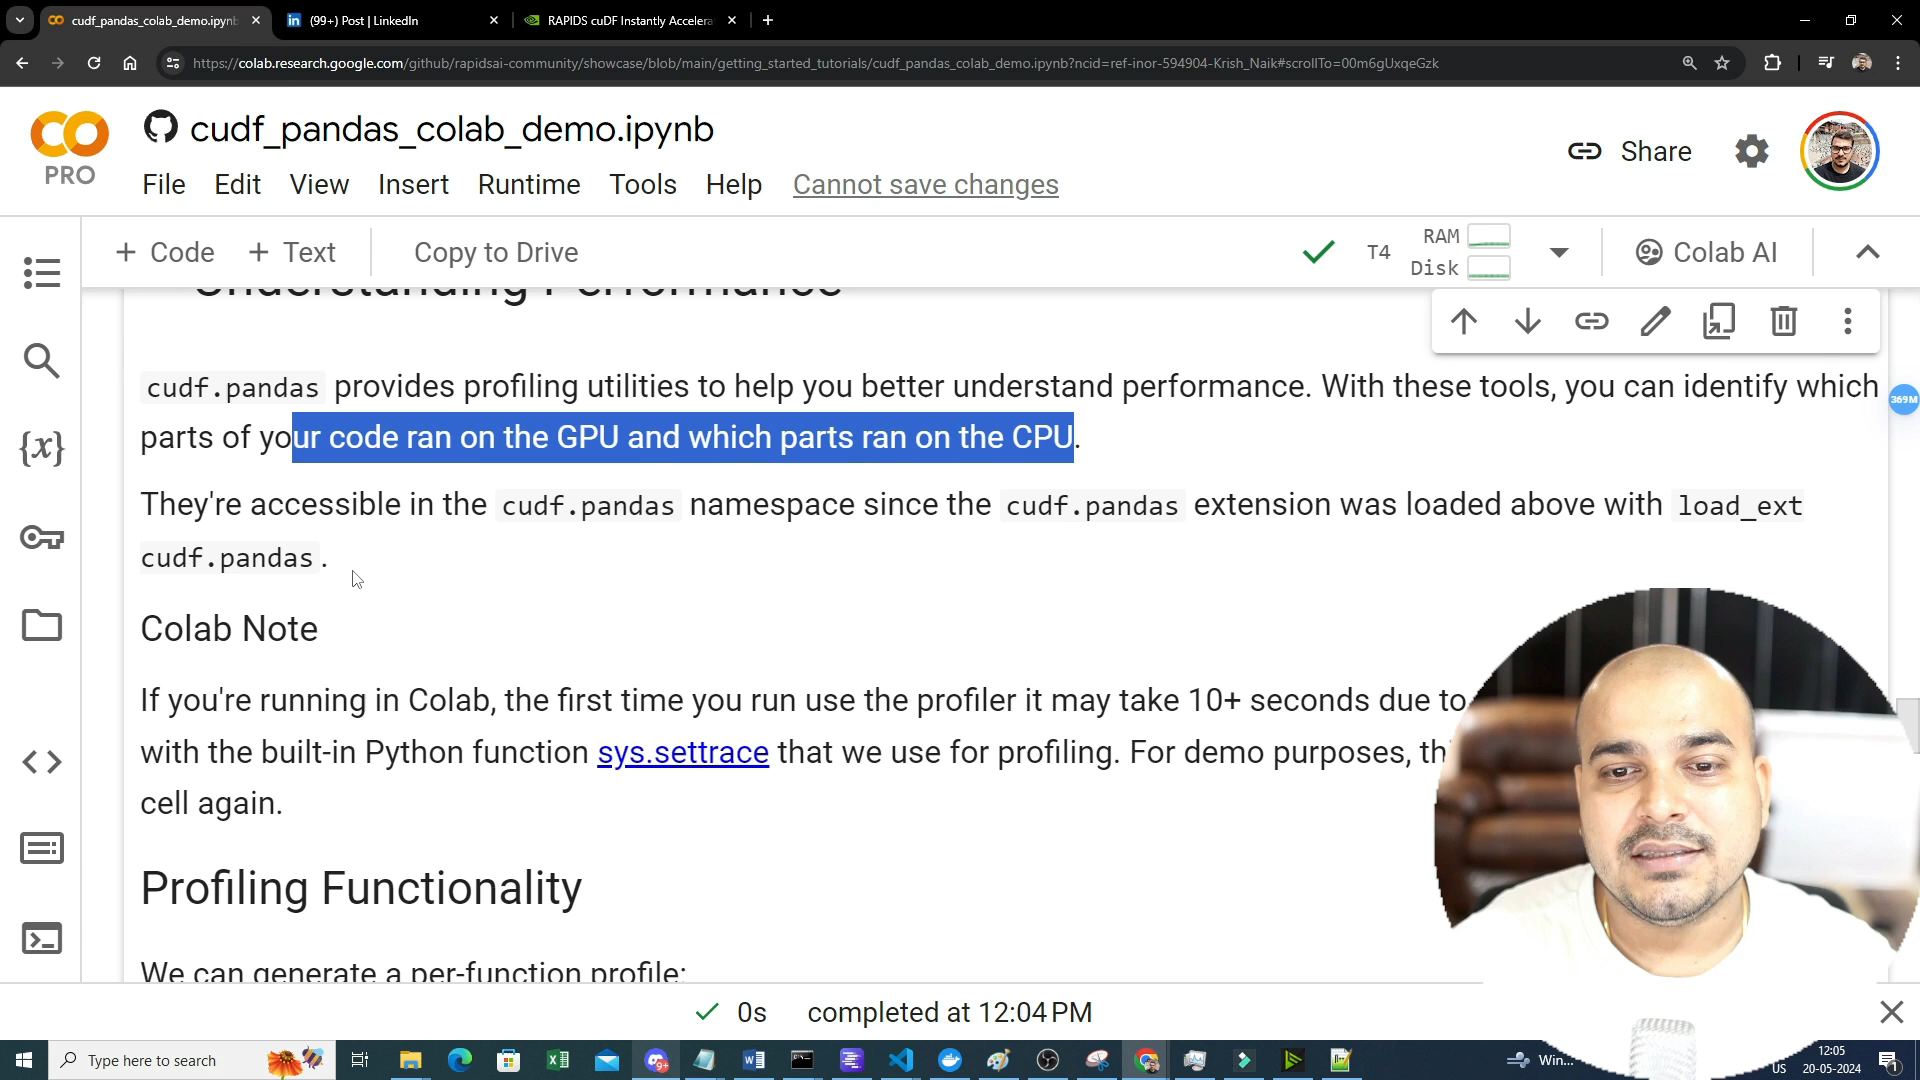 cudf_pandas_colab_demo.ipynb
(99+) Post | LinkedIn
RAPIDS cuDF Instantly Accelera
https://colab.research.google.com/github/rapidsai-community/showcase/blob/main/getting_started_tutorials/cudf_pandas_colab_demo.ipynb?ncid=ref-inor-594904-Krish_Naik#scrollTo=00m6gUxqeGzk
PRO
cudf_pandas_colab_demo.ipynb
File Edit View Insert Runtime Tools Help Cannot save changes
Share
+ Code + Text Copy to Drive
T4 RAM
Disk
Colab AI
Understanding Performance
cudf.pandas provides profiling utilities to help you better understand performance. With these tools, you can identify which
369M
parts of your code ran on the GPU and which parts ran on the CPU.
They're accessible in the cudf.pandas namespace since the cudf.pandas extension was loaded above with load_ext
cudf.pandas.
Colab Note
If you're running in Colab, the first time you run use the profiler it may take 10+ seconds due to
with the built-in Python function sys.settrace that we use for profiling. For demo purposes,
cell again.
Profiling Functionality
We can generate a per-function profile:
0s completed at 12:04 PM
Type here to search
9+
Win...
US
12:05
20-05-2024
1